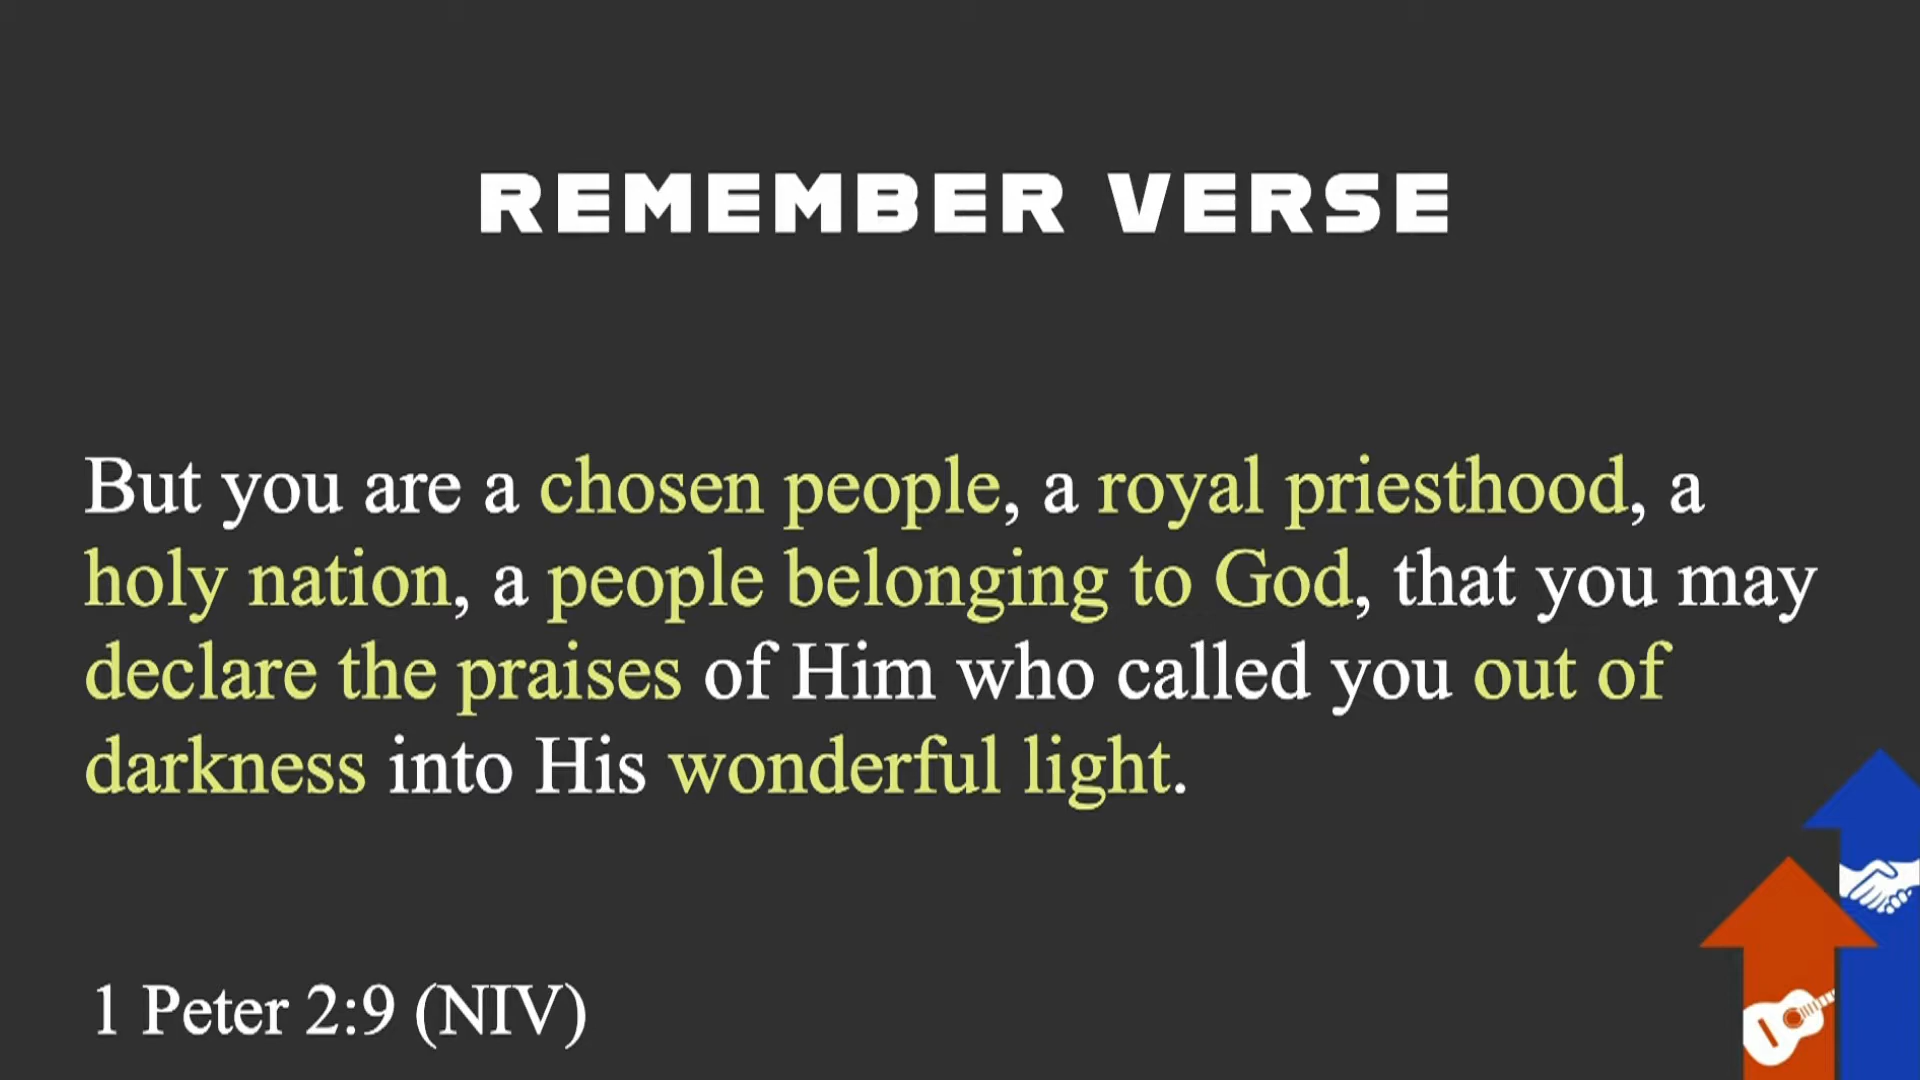 REMEMBER VERSE
But you are a chosen people, a royal priesthood, a
holy nation, a people belonging to God, that you may
declare the praises of Him who called you out of
darkness into His wonderful light.
1 Peter 2:9 (NIV)